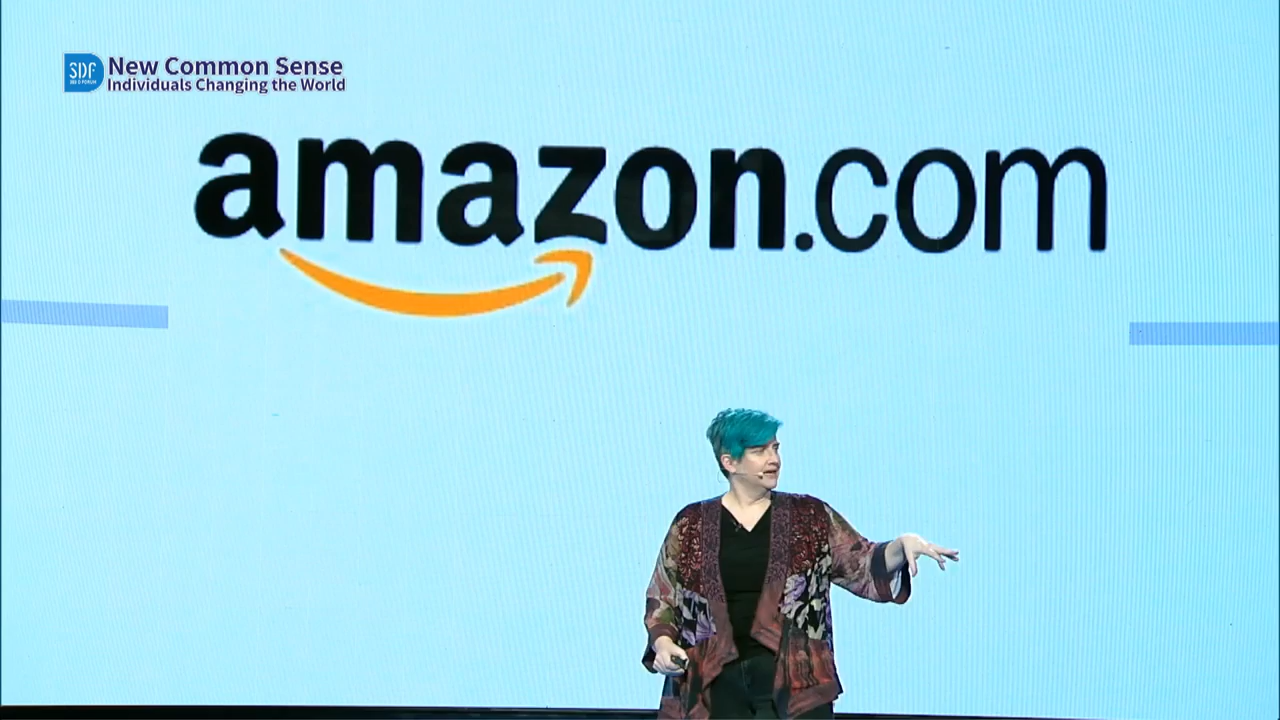 SDF New Common Sense
Individuals Changing the World
amazon.com